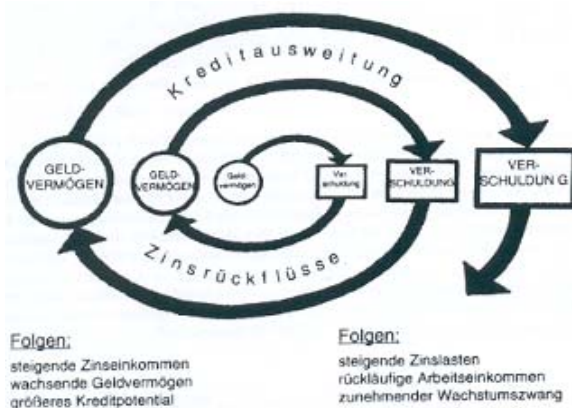 Kreditausweitung
GELD-
VERMÖGEN
GELD-
VERMÖGEN
Geld-
vermögen
Ver
schuldung
VER-
SCHULDUNG
VER-
SCHULDUNG
Zinsrückflüsse
Folgen:
steigende Zinseinkommen
wachsende Geldvermögen
größeres Kreditpotential
Folgen:
steigende Zinslasten
rückläufige Arbeitseinkommen
zunehmender Wachstumszwang